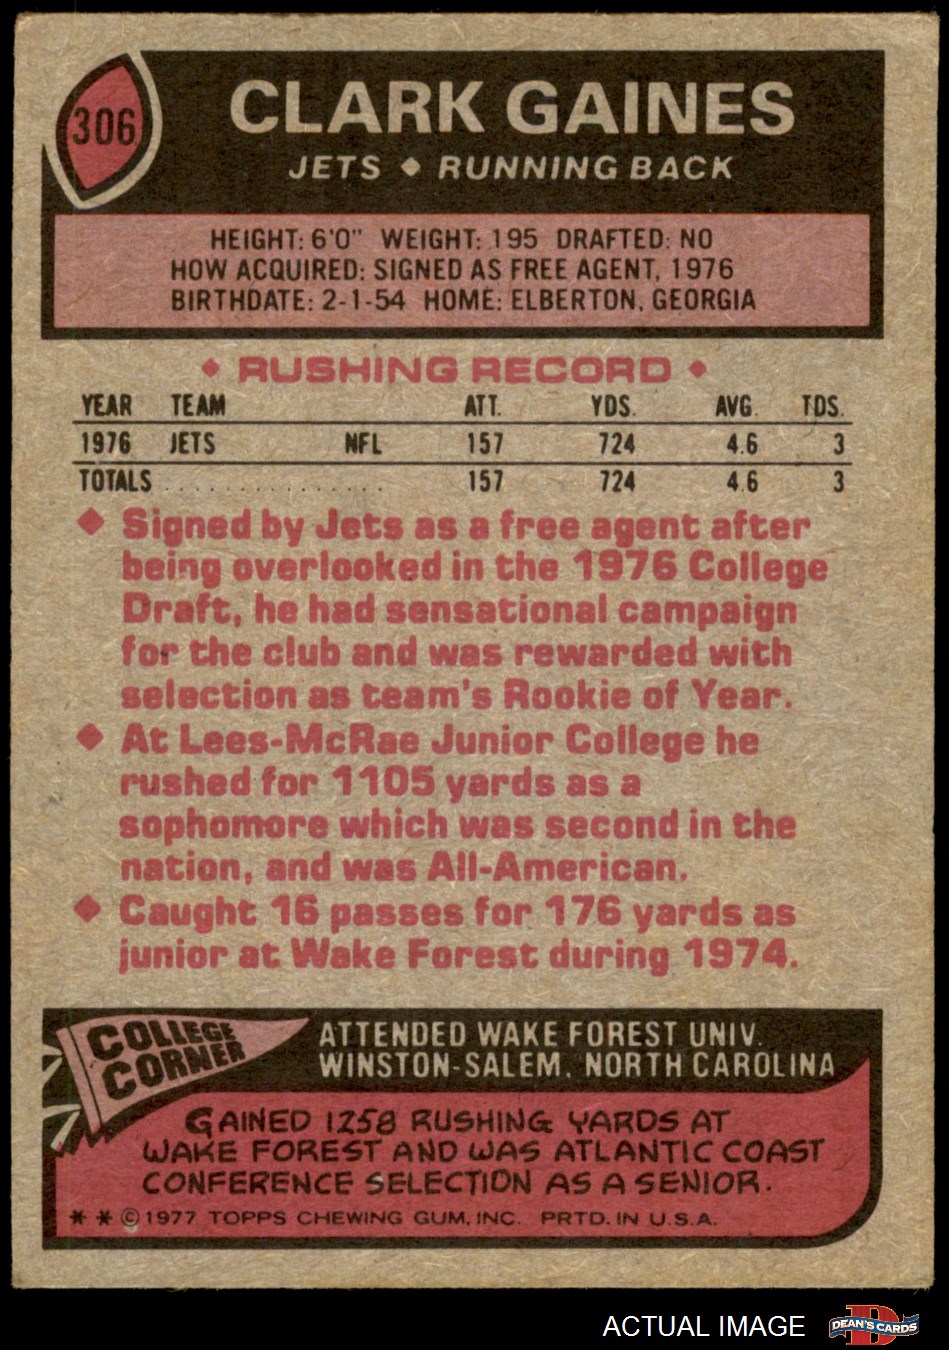 306
CLARK GAINES
JETS ◆ RUNNING BACK
HEIGHT: 6'0" WEIGHT: 195 DRAFTED: NO
HOW ACQUIRED: SIGNED AS FREE AGENT, 1976
BIRTHDATE: 2-1-54 HOME: ELBERTON, GEORGIA
◆ RUSHING RECORD ◆
YEAR TEAM ATT. YDS. AVG. TDS.
1976 JETS NFL 157 724 4.6 3
TOTALS . . . . . . . . . . . . . . 157 724 4.6 3
◆ Signed by Jets as a free agent after
being overlooked in the 1976 College
Draft, he had sensational campaign
for the club and was rewarded with
selection as team's Rookie of Year.
◆ At Lees-McRae Junior College he
rushed for 1105 yards as a
sophomore which was second in the
nation, and was All-American.
◆ Caught 16 passes for 176 yards as
junior at Wake Forest during 1974.
COLLEGE
CORNER
ATTENDED WAKE FOREST UNIV.
WINSTON-SALEM, NORTH CAROLINA
GAINED 1258 RUSHING YARDS AT
WAKE FOREST AND WAS ATLANTIC COAST
CONFERENCE SELECTION AS A SENIOR.
* * © 1977 TOPPS CHEWING GUM, INC. PRTD. IN U.S.A.
ACTUAL IMAGE
D
DEAN'S CARDS